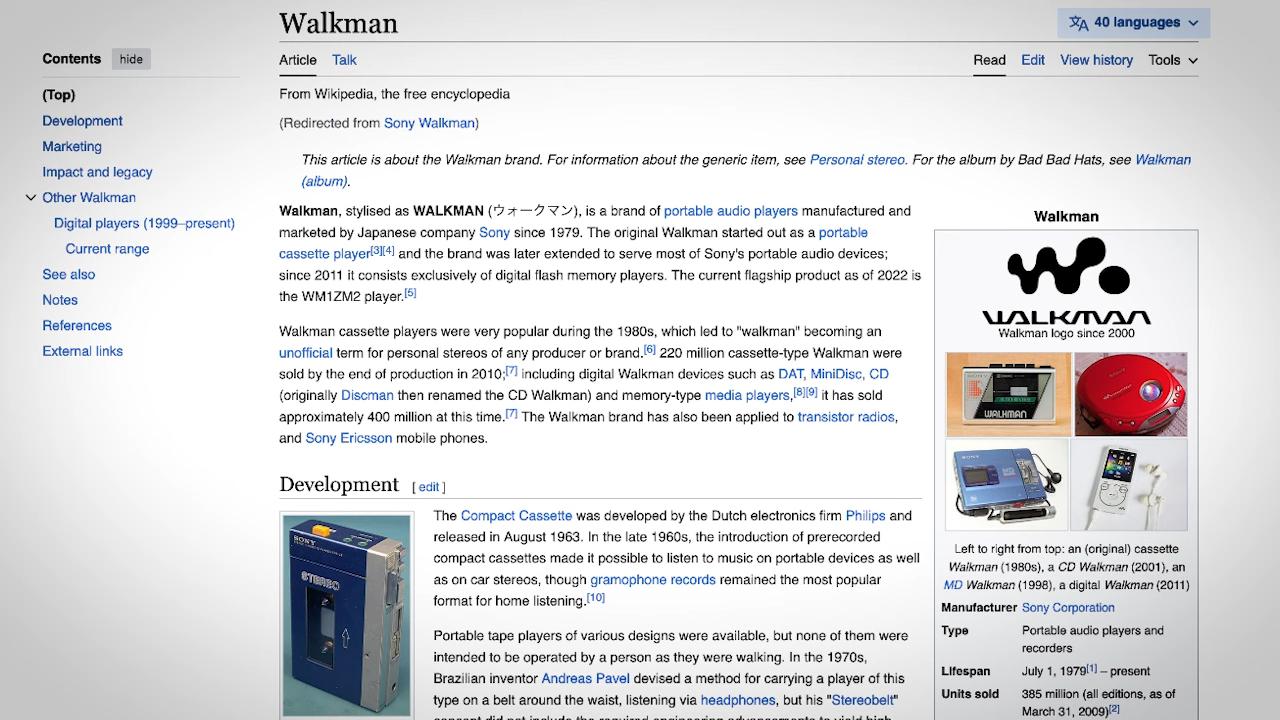 Walkman
40 languages
Contents hide
(Top)
Development
Marketing
Impact and legacy
Other Walkman
Digital players (1999–present)
Current range
See also
Notes
References
External links
Article Talk
Read Edit View history Tools
From Wikipedia, the free encyclopedia
(Redirected from Sony Walkman)
This article is about the Walkman brand. For information about the generic item, see Personal stereo. For the album by Bad Bad Hats, see Walkman
(album).
Walkman, stylised as WALKMAN (ウォークマン), is a brand of portable audio players manufactured and
marketed by Japanese company Sony since 1979. The original Walkman started out as a portable
cassette player[3][4] and the brand was later extended to serve most of Sony's portable audio devices;
since 2011 it consists exclusively of digital flash memory players. The current flagship product as of 2022 is
the WM1ZM2 player.[5]
Walkman cassette players were very popular during the 1980s, which led to "walkman" becoming an
unofficial term for personal stereos of any producer or brand.[6] 220 million cassette-type Walkman were
sold by the end of production in 2010;[7] including digital Walkman devices such as DAT, MiniDisc, CD
(originally Discman then renamed the CD Walkman) and memory-type media players,[8][9] it has sold
approximately 400 million at this time.[7] The Walkman brand has also been applied to transistor radios,
and Sony Ericsson mobile phones.
Development [ edit ]
SONY
STEREO
The Compact Cassette was developed by the Dutch electronics firm Philips and
released in August 1963. In the late 1960s, the introduction of prerecorded
compact cassettes made it possible to listen to music on portable devices as well
as on car stereos, though gramophone records remained the most popular
format for home listening.[10]
Portable tape players of various designs were available, but none of them were
intended to be operated by a person as they were walking. In the 1970s,
Brazilian inventor Andreas Pavel devised a method for carrying a player of this
type on a belt around the waist, listening via headphones, but his "Stereobelt"
concept did not include the required engineering advancements to yield high
Walkman
WALKMAN
Walkman logo since 2000
WALKMAN
SONY
Left to right from top: an (original) cassette
Walkman (1980s), a CD Walkman (2001), an
MD Walkman (1998), a digital Walkman (2011)
Manufacturer Sony Corporation
Type Portable audio players and
recorders
Lifespan July 1, 1979[1] – present
Units sold 385 million (all editions, as of
March 31, 2009)[2]